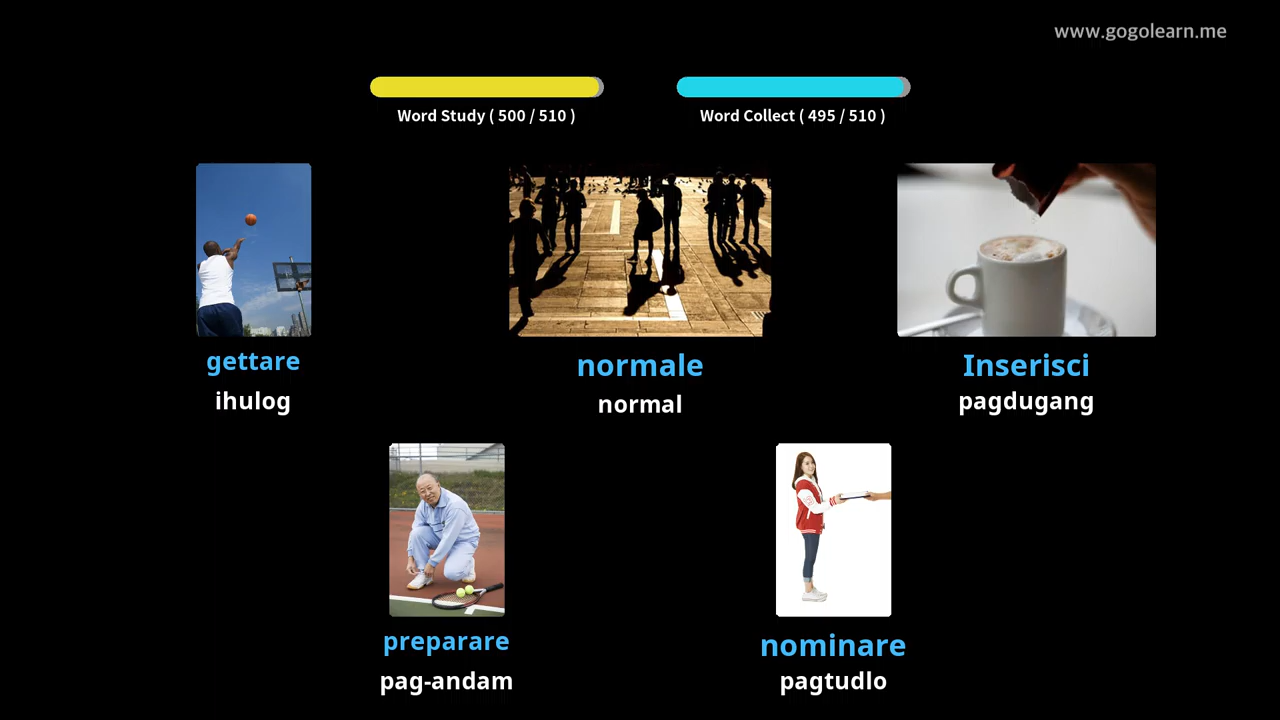 www.gogolearn.me
Word Study ( 500 / 510 )
Word Collect ( 495 / 510 )
gettare
ihulog
normale
normal
Inserisci
pagdugang
preparare
pag-andam
nominare
pagtudlo